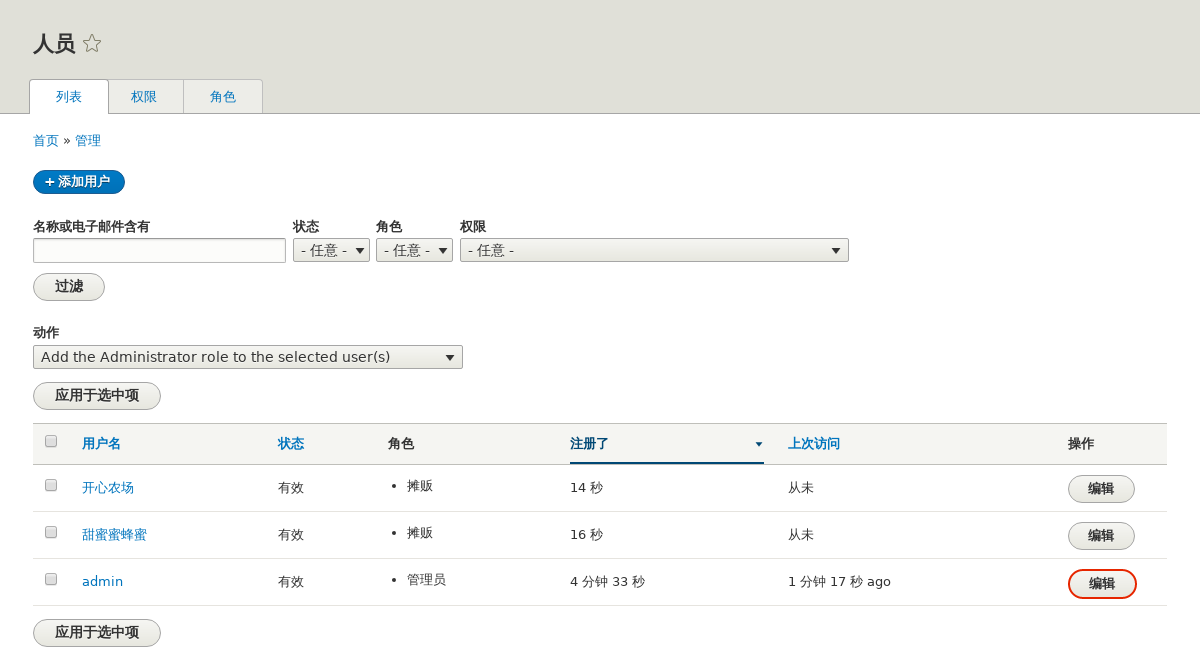 人员
列表 权限 角色
首页 » 管理
+ 添加用户
名称或电子邮件含有 状态 角色 权限
- 任意 - - 任意 - - 任意 -
过滤
动作
Add the Administrator role to the selected user(s)
应用于选中项
用户名 状态 角色 注册了 上次访问 操作
开心农场 有效 • 摊贩 14 秒 从未 编辑
甜蜜蜜蜂蜜 有效 • 摊贩 16 秒 从未 编辑
admin 有效 • 管理员 4 分钟 33 秒 1 分钟 17 秒 ago 编辑
应用于选中项